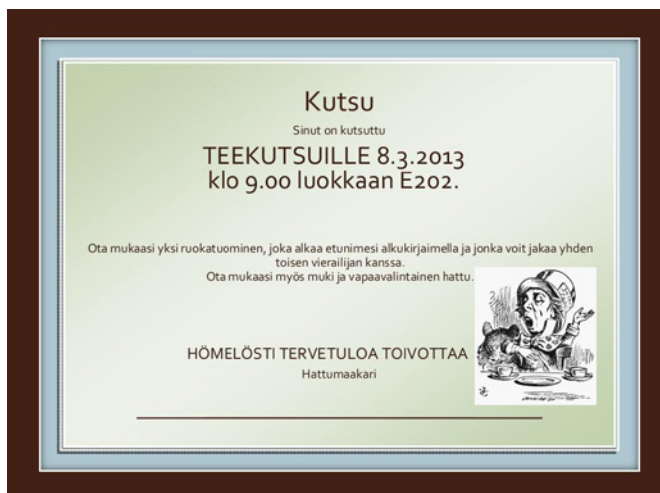 Kutsu
Sinut on kutsuttu
TEEKUTSUILLE 8.3.2013
klo 9.00 luokkaan E202.
Ota mukaasi yksi ruokatuominen, joka alkaa etunimesi alkukirjaimella ja jonka voit jakaa yhden
toisen vierailijan kanssa.
Ota mukaasi myös muki ja vapaavalintainen hattu.
HÖMELÖSTI TERVETULOA TOIVOTTAA
Hattumaakari